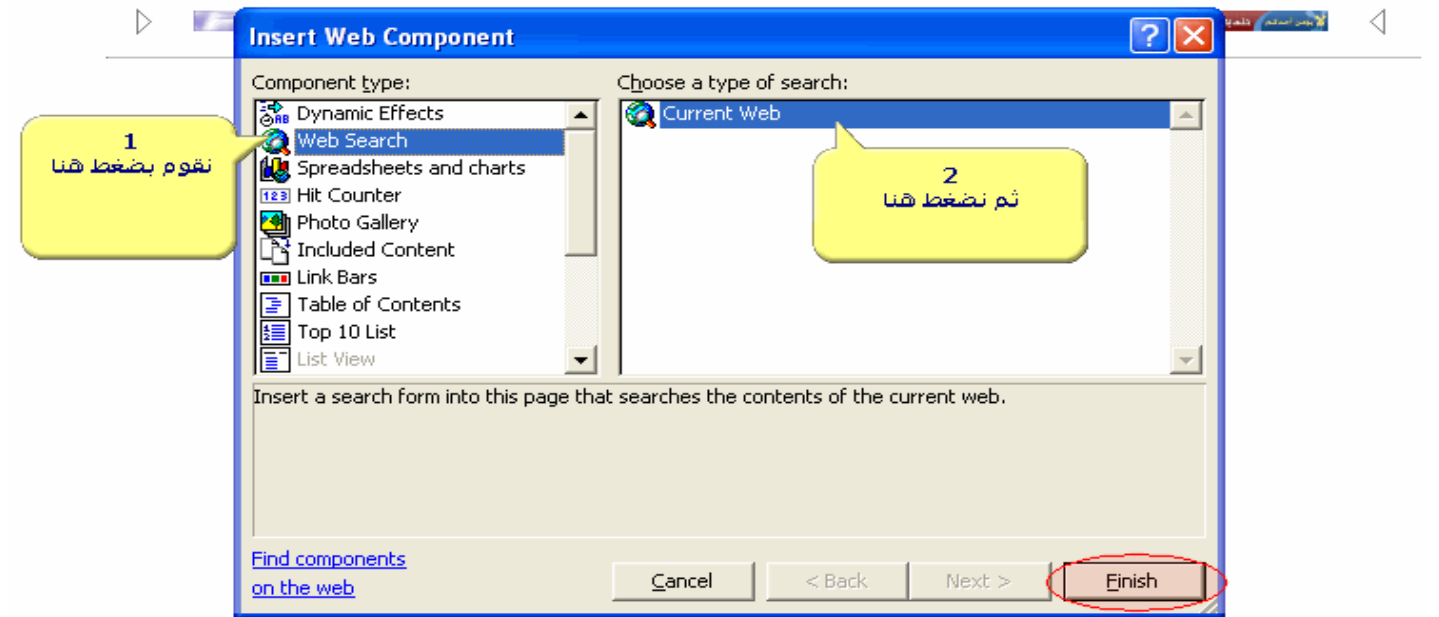 Insert Web Component
Component type:
Choose a type of search:
Dynamic Effects
Web Search
Spreadsheets and charts
Hit Counter
Photo Gallery
Included Content
Link Bars
Table of Contents
Top 10 List
List View
Current Web
1
نقوم بضغط هنا
2
ثم نضغط هنا
Insert a search form into this page that searches the contents of the current web.
Find components
on the web
Cancel
< Back
Next >
Finish